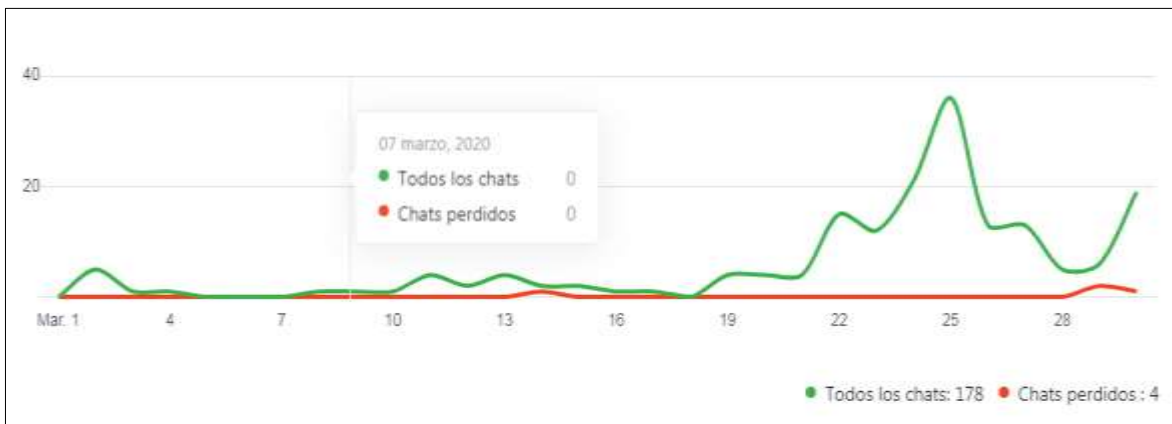 40
07 marzo, 2020
Todos los chats 0
20
Chats perdidos 0
Mar. 1 4 7 10 13 16 19 22 25 28
Todos los chats: 178 Chats perdidos : 4